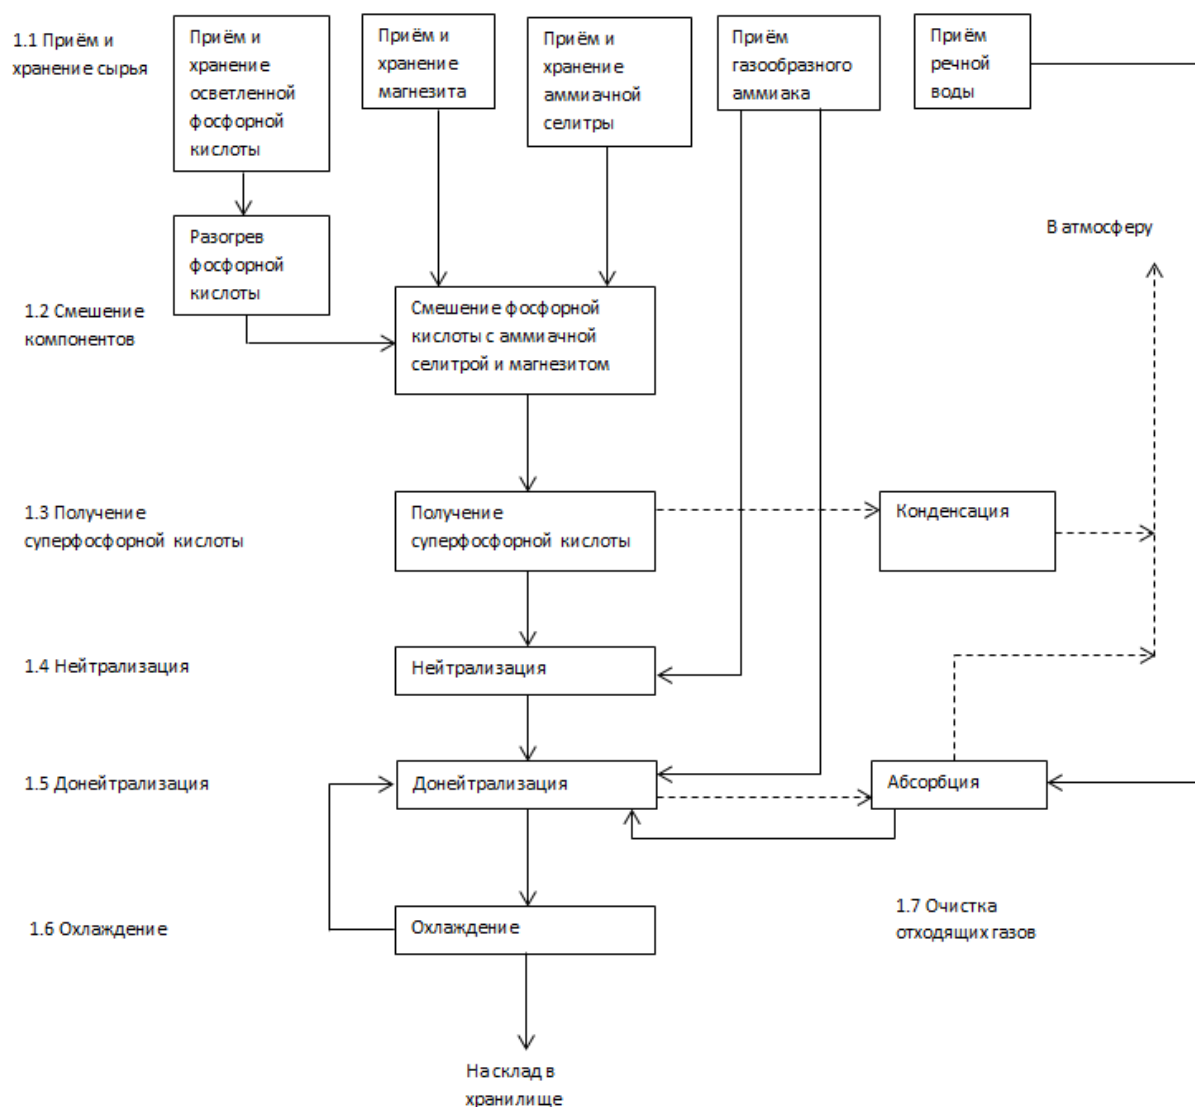 1.1 Приём и
хранение сырья
Приём и
хранение
осветленной
фосфорной
кислоты
Приём и
хранение
магнезита
Приём и
хранение
аммиачной
селитры
Приём
газообразного
аммиака
Приём
речной
воды
Разогрев
фосфорной
кислоты
В атмосферу
1.2 Смешение
компонентов
Смешение фосфорной
кислоты с аммиачной
селитрой и магнезитом
1.3 Получение
суперфосфорной кислоты
Получение
суперфосфорной кислоты
Конденсация
1.4 Нейтрализация
Нейтрализация
1.5 Донейтрализация
Донейтрализация
Абсорбция
1.6 Охлаждение
Охлаждение
1.7 Очистка
отходящих газов
На склад в
хранилище